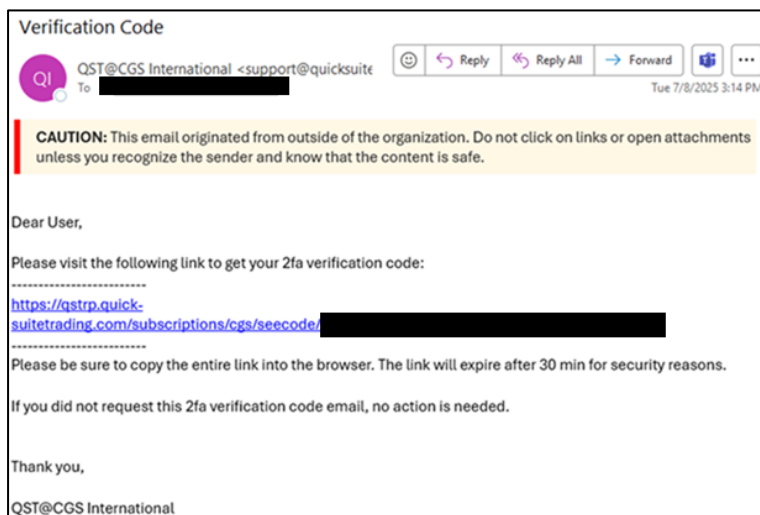 Verification Code
QI
QST@CGS International <support@quicksuite
Reply
Reply All
Forward
To
Tue 7/8/2025 3:14 PM
CAUTION: This email originated from outside of the organization. Do not click on links or open attachments
unless you recognize the sender and know that the content is safe.
Dear User,
Please visit the following link to get your 2fa verification code:
--------------------------
https://qstrp.quick-
suitetrading.com/subscriptions/cgs/seecode/
--------------------------
Please be sure to copy the entire link into the browser. The link will expire after 30 min for security reasons.
If you did not request this 2fa verification code email, no action is needed.
Thank you,
QST@CGS International